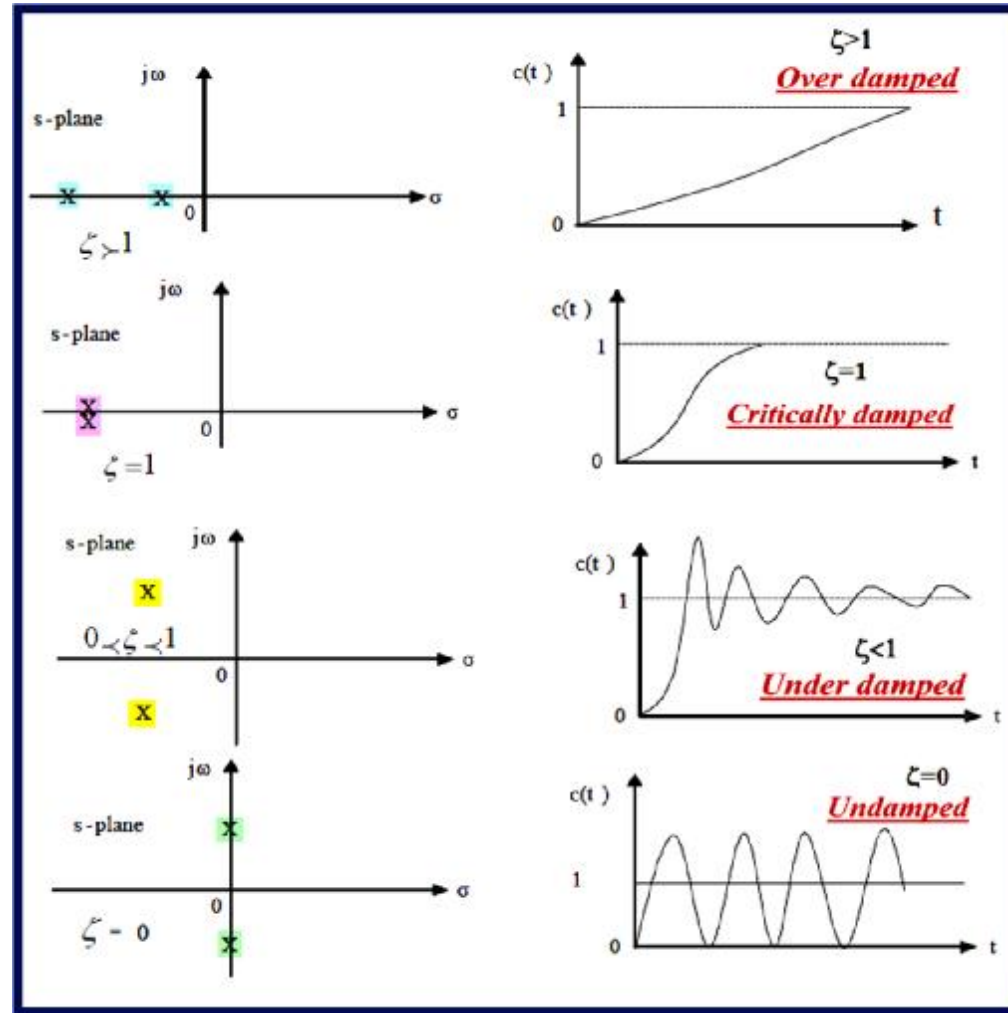 jω
s-plane
x x
0
σ
ζ≻1
ζ>1
c(t)
Over damped
1
0
t
jω
s-plane
x
x
0
σ
ζ=1
c(t)
1
ζ=1
Critically damped
0
t
jω
s-plane
x
0≺ζ≺1
0
σ
x
c(t)
1
ζ<1
Under damped
0
t
jω
s-plane
x
0
σ
x
ζ= 0
ζ=0
c(t)
Undamped
1
0
t